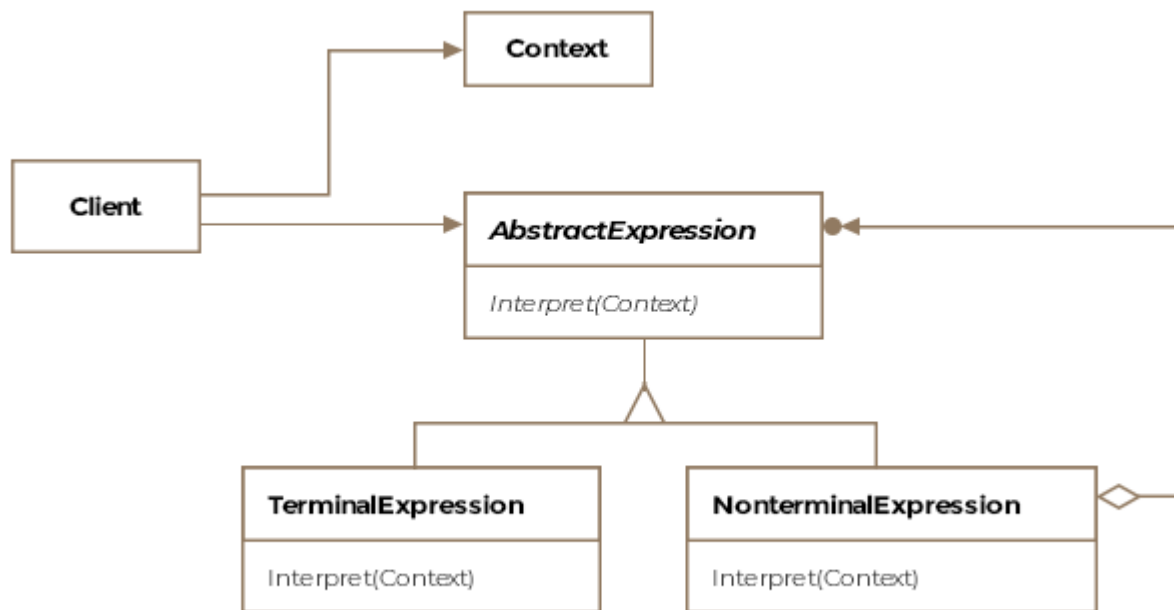 Context
Client
AbstractExpression
Interpret(Context)
TerminalExpression
Interpret(Context)
NonterminalExpression
Interpret(Context)